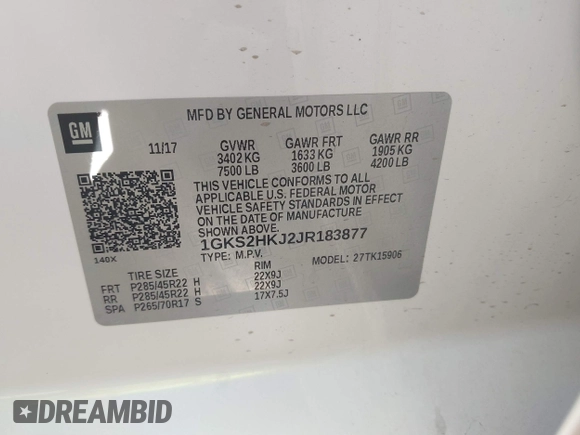 MFD BY GENERAL MOTORS LLC
GM
11/17 GVWR GAWR FRT GAWR RR
3402 KG 1633 KG 1905 KG
7500 LB 3600 LB 4200 LB
THIS VEHICLE CONFORMS TO ALL
APPLICABLE U.S. FEDERAL MOTOR
VEHICLE SAFETY STANDARDS IN EFFECT
ON THE DATE OF MANUFACTURE
SHOWN ABOVE.
1GKS2HKJ2JR183877
140X
TYPE: M.P.V. MODEL: 27TK15906
TIRE SIZE RIM
FRT P285/45R22 H 22X9J
RR P285/45R22 H 22X9J
SPA P265/70R17 S 17X7.5J
DREAMBID